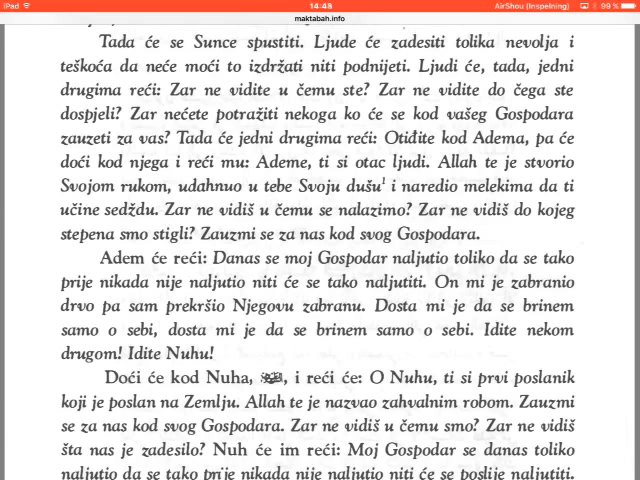 iPad 14:48 AirShou (Inspelning) 99 %
maktabah.info
Tada će se Sunce spustiti. Ljude će zadesiti tolika nevolja i
teškoća da neće moći to izdržati niti podnijeti. Ljudi će, tada, jedni
drugima reći: Zar ne vidite u čemu ste? Zar ne vidite do čega ste
dospjeli? Zar nećete potražiti nekoga ko će se kod vašeg Gospodara
zauzeti za vas? Tada će jedni drugima reći: Otiđite kod Adema, pa će
doći kod njega i reći mu: Ademe, ti si otac ljudi. Allah te je stvorio
Svojom rukom, udahnuo u tebe Svoju dušu¹ i naredio melekima da ti
učine sedždu. Zar ne vidiš u čemu se nalazimo? Zar ne vidiš do kojeg
stepena smo stigli? Zauzmi se za nas kod svog Gospodara.
Adem će reći: Danas se moj Gospodar naljutio toliko da se tako
prije nikada nije naljutio niti će se tako naljutiti. On mi je zabranio
drvo pa sam prekršio Njegovu zabranu. Dosta mi je da se brinem
samo o sebi, dosta mi je da se brinem samo o sebi. Idite nekom
drugom! Idite Nuhu!
Doći će kod Nuha, , i reći će: O Nuhu, ti si prvi poslanik
koji je poslan na Zemlju. Allah te je nazvao zahvalnim robom. Zauzmi
se za nas kod svog Gospodara. Zar ne vidiš u čemu smo? Zar ne vidiš
šta nas je zadesilo? Nuh će im reći: Moj Gospodar se danas toliko
naljutio da se tako prije nikada nije naljutio niti će se poslije naljutiti.